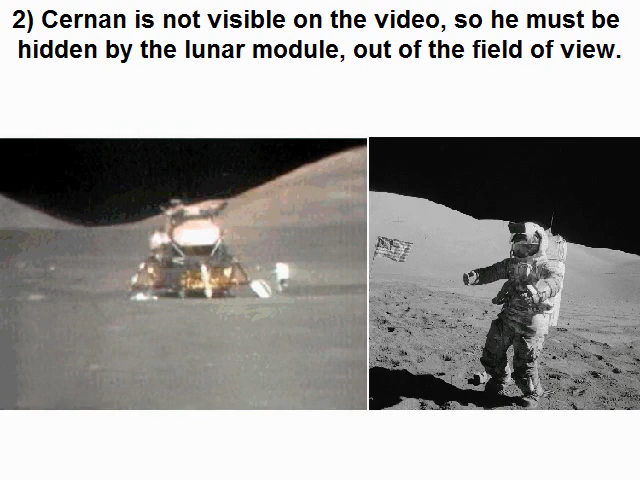 2) Cernan is not visible on the video, so he must be
hidden by the lunar module, out of the field of view.